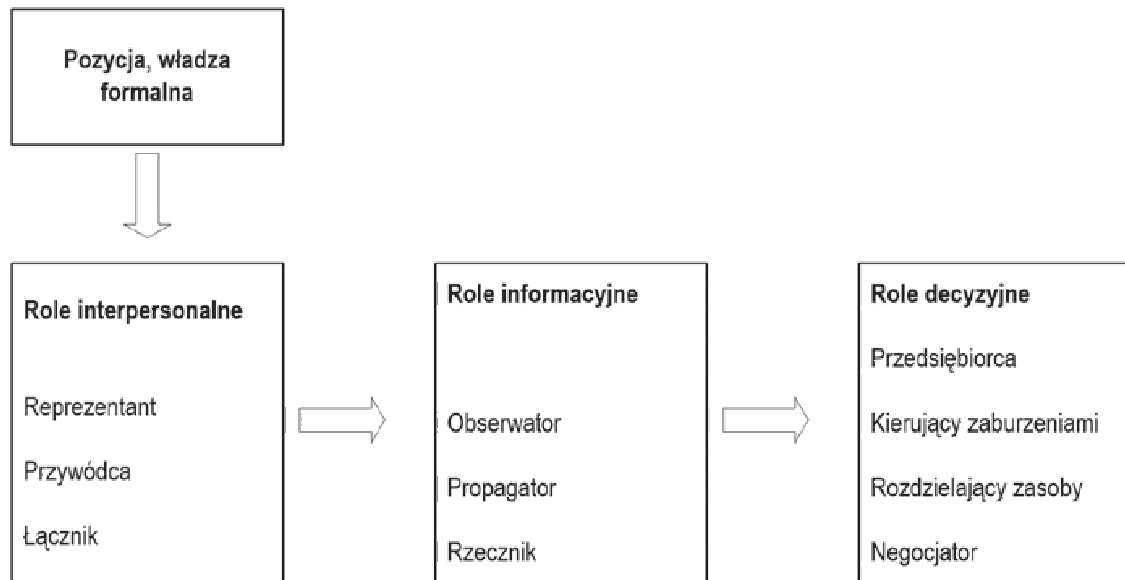 Pozycja, władza
formalna
Role interpersonalne
Reprezentant
Przywódca
Łącznik
Role informacyjne
Obserwator
Propagator
Rzecznik
Role decyzyjne
Przedsiębiorca
Kierujący zaburzeniami
Rozdzielający zasoby
Negocjator